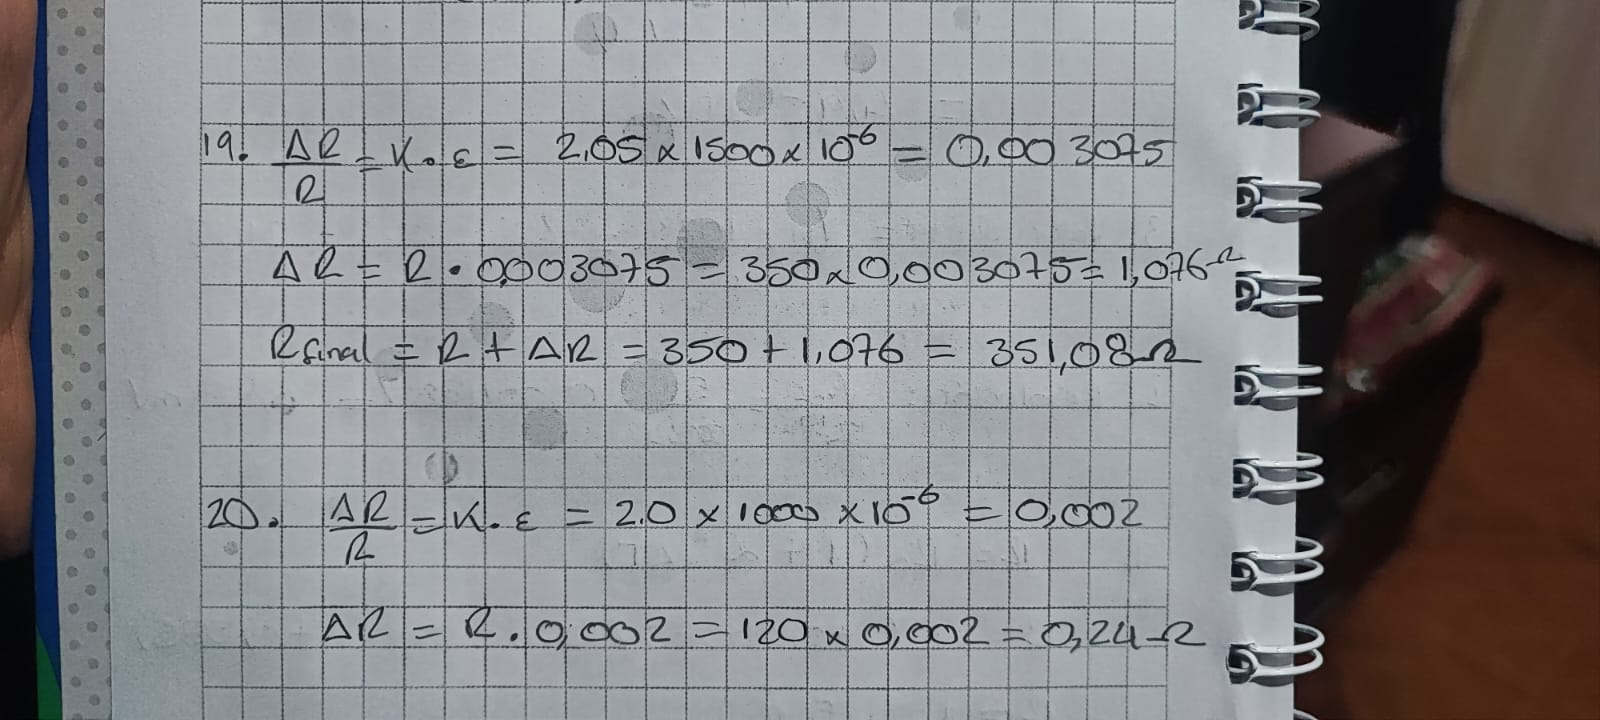 19. ΔR/R = K. ε = 2,05 x 1500 x 10⁻⁶ = 0,003075
ΔR = R . 0,003075 = 350 x 0,003075 = 1,076 Ω
Rfinal = R + ΔR = 350 + 1,076 = 351,08 Ω
20. ΔR/R = K. ε = 2.0 x 1000 x 10⁻⁶ = 0,002
ΔR = R . 0,002 = 120 x 0,002 = 0,24 Ω